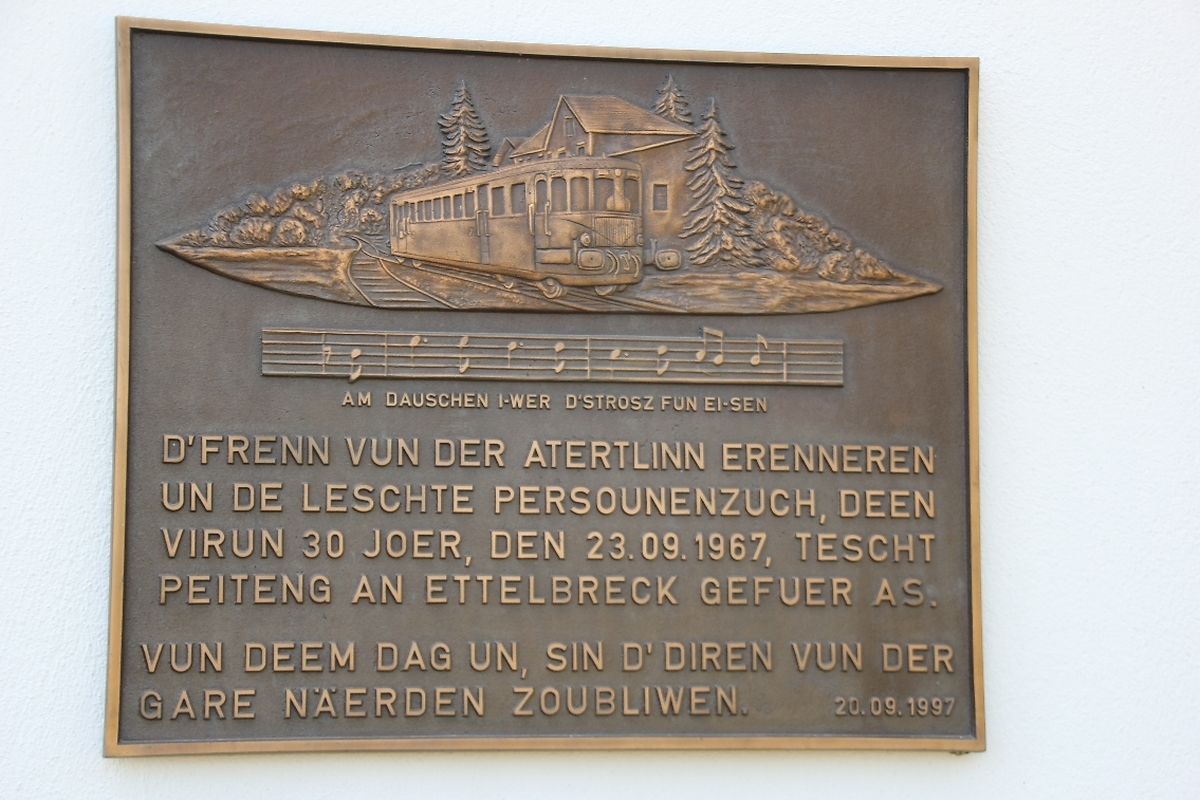 AM DAUSCHEN I-WER D'STROSZ FUN EI-SEN
D'FRENN VUN DER ATERTLINN ERENNEREN
UN DE LESCHTE PERSOUNENZUCH, DEEN
VIRUN 30 JOER, DEN 23.09.1967, TESCHT
PEITENG AN ETTELBRECK GEFUER AS.
VUN DEEM DAG UN, SIN D'DIREN VUN DER
GARE NÄERDEN ZOUBLIWEN. 20.09.1997